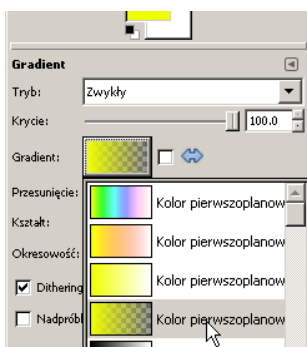 Gradient
Tryb: Zwykły
Krycie: 100.0
Gradient:
Przesunięcie:
Kolor pierwszoplanow
Kształt:
Kolor pierwszoplanow
Okresowość:
Kolor pierwszoplanow
Dithering
Nadpróbl
Kolor pierwszoplanow